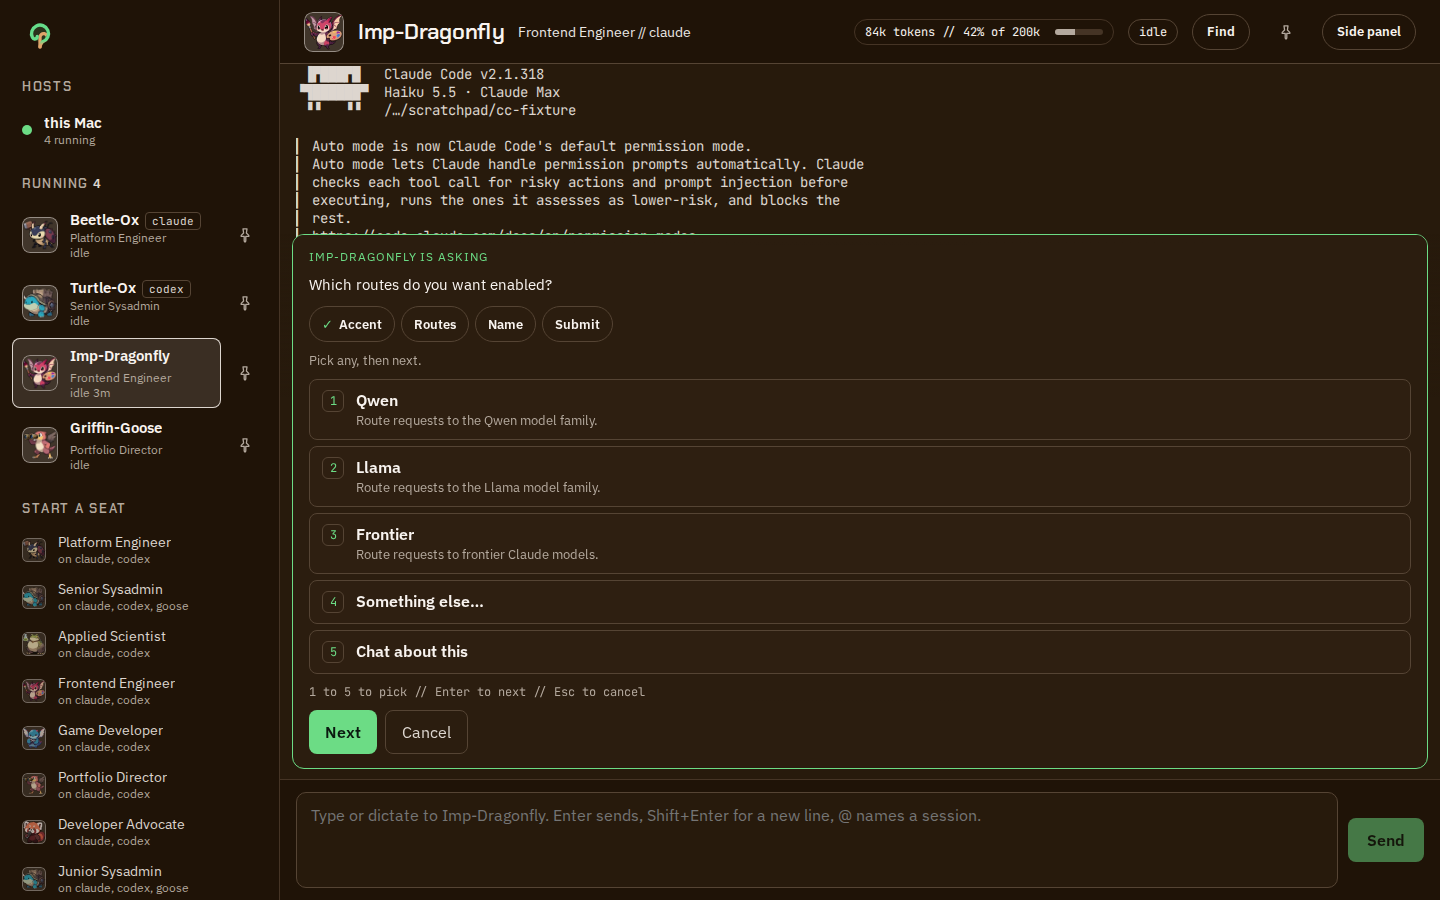 HOSTS
this Mac
4 running
RUNNING 4
Beetle-Ox claude
Platform Engineer
idle
Turtle-Ox codex
Senior Sysadmin
idle
Imp-Dragonfly
Frontend Engineer
idle 3m
Griffin-Goose
Portfolio Director
idle
START A SEAT
Platform Engineer
on claude, codex
Senior Sysadmin
on claude, codex, goose
Applied Scientist
on claude, codex
Frontend Engineer
on claude, codex
Game Developer
on claude, codex
Portfolio Director
on claude, codex
Developer Advocate
on claude, codex
Junior Sysadmin
on claude, codex, goose
Imp-Dragonfly Frontend Engineer // claude
84k tokens // 42% of 200k
idle
Find
Side panel
Claude Code v2.1.318
Haiku 5.5 · Claude Max
/…/scratchpad/cc-fixture
Auto mode is now Claude Code's default permission mode.
Auto mode lets Claude handle permission prompts automatically. Claude
checks each tool call for risky actions and prompt injection before
executing, runs the ones it assesses as lower-risk, and blocks the
rest.
https://code.claude.com/docs/en/permission-modes
IMP-DRAGONFLY IS ASKING
Which routes do you want enabled?
✓ Accent Routes Name Submit
Pick any, then next.
1 Qwen
Route requests to the Qwen model family.
2 Llama
Route requests to the Llama model family.
3 Frontier
Route requests to frontier Claude models.
4 Something else…
5 Chat about this
1 to 5 to pick // Enter to next // Esc to cancel
Next Cancel
Type or dictate to Imp-Dragonfly. Enter sends, Shift+Enter for a new line, @ names a session.
Send